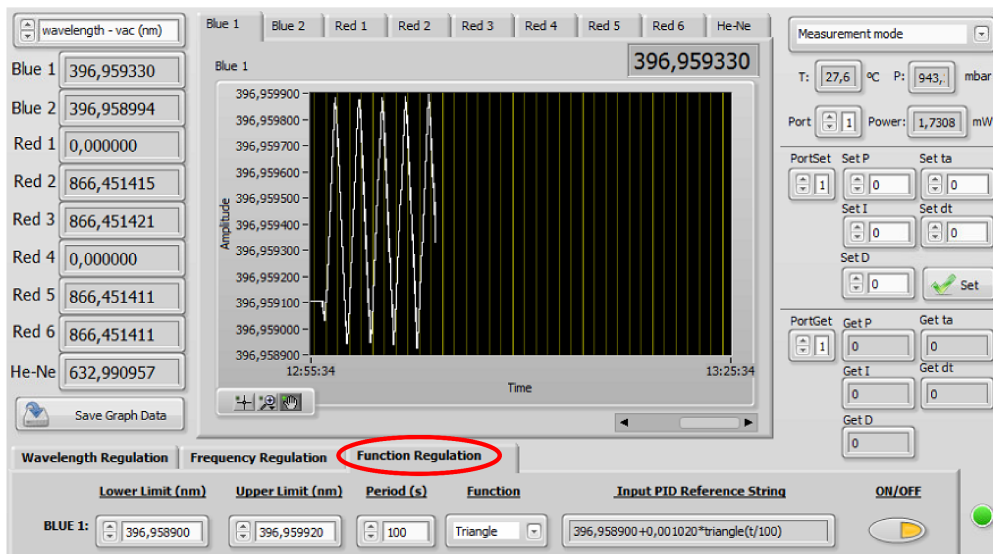 wavelength - vac (nm)
Blue 1 396,959330
Blue 2 396,958994
Red 1 0,000000
Red 2 866,451415
Red 3 866,451421
Red 4 0,000000
Red 5 866,451411
Red 6 866,451411
He-Ne 632,990957
Save Graph Data
Blue 1 Blue 2 Red 1 Red 2 Red 3 Red 4 Red 5 Red 6 He-Ne
Blue 1 396,959330
Amplitude
396,959900
396,959800
396,959700
396,959600
396,959500
396,959400
396,959300
396,959200
396,959100
396,959000
396,958900
12:55:34 13:25:34
Time
Measurement mode
T: 27,6 ºC P: 943, mbar
Port 1 Power: 1,7308 mW
PortSet Set P Set ta
1 0 0
Set I Set dt
0 0
Set D
0 Set
PortGet Get P Get ta
1 0 0
Get I Get dt
0 0
Get D
0
Wavelength Regulation Frequency Regulation Function Regulation
Lower Limit (nm) Upper Limit (nm) Period (s) Function Input PID Reference String ON/OFF
BLUE 1: 396,958900 396,959920 100 Triangle 396,958900+0,001020*triangle(t/100)